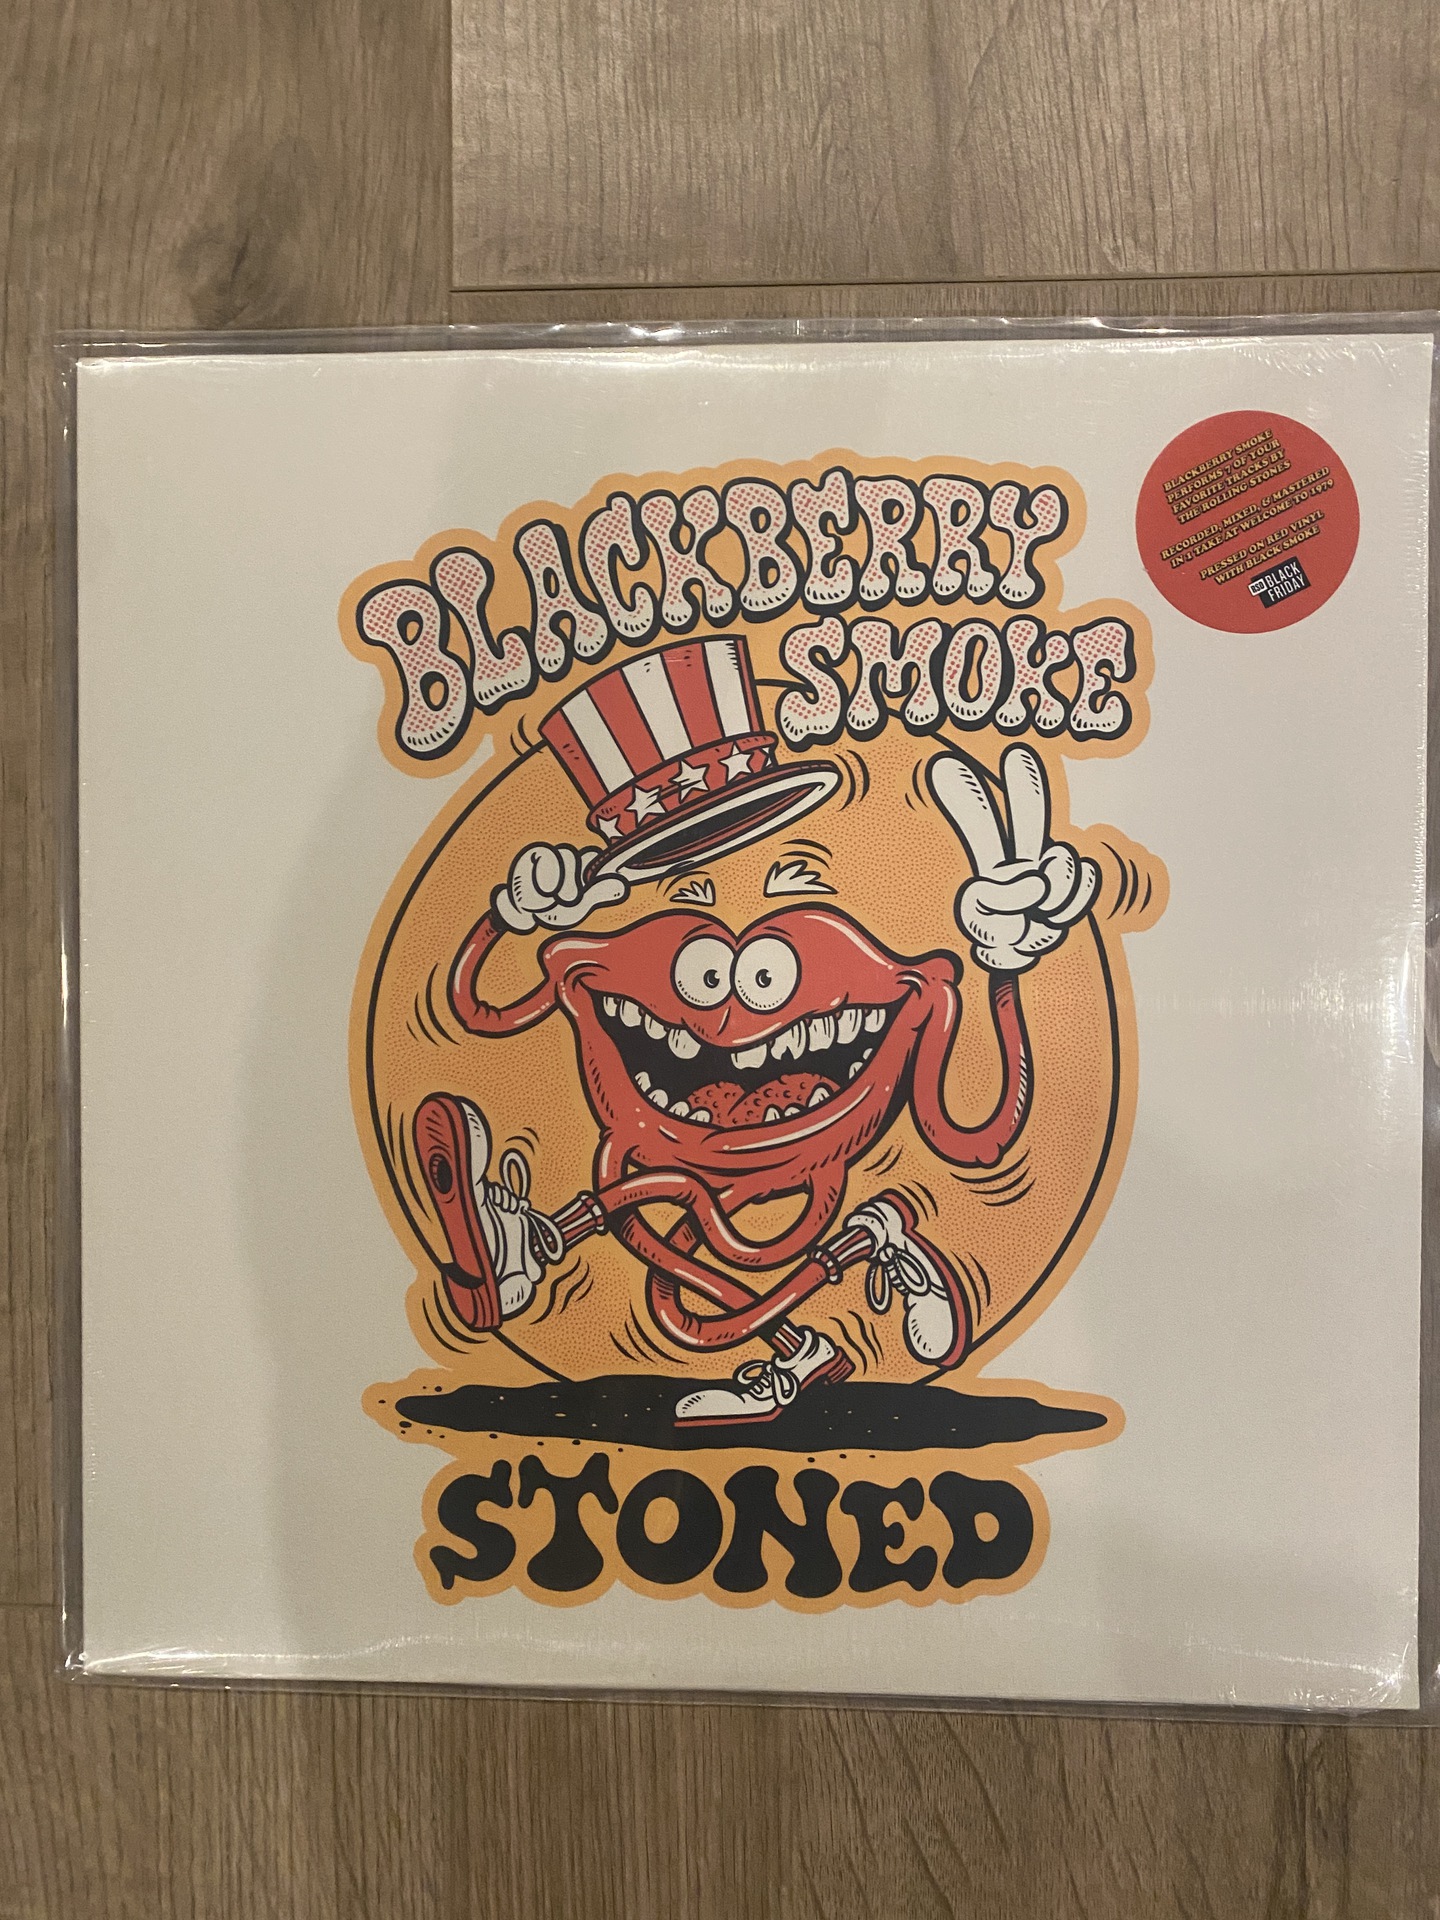 BLACKBERRY
SMOKE
BLACKBERRY SMOKE
PERFORMS 7 OF YOUR
FAVORITE TRACKS BY
THE ROLLING STONES
RECORDED, MIXED, & MASTERED
IN 1 TAKE AT WELCOME TO 1979
PRESSED ON RED VINYL
WITH BLACK SMOKE
RSD BLACK
FRIDAY
STONED